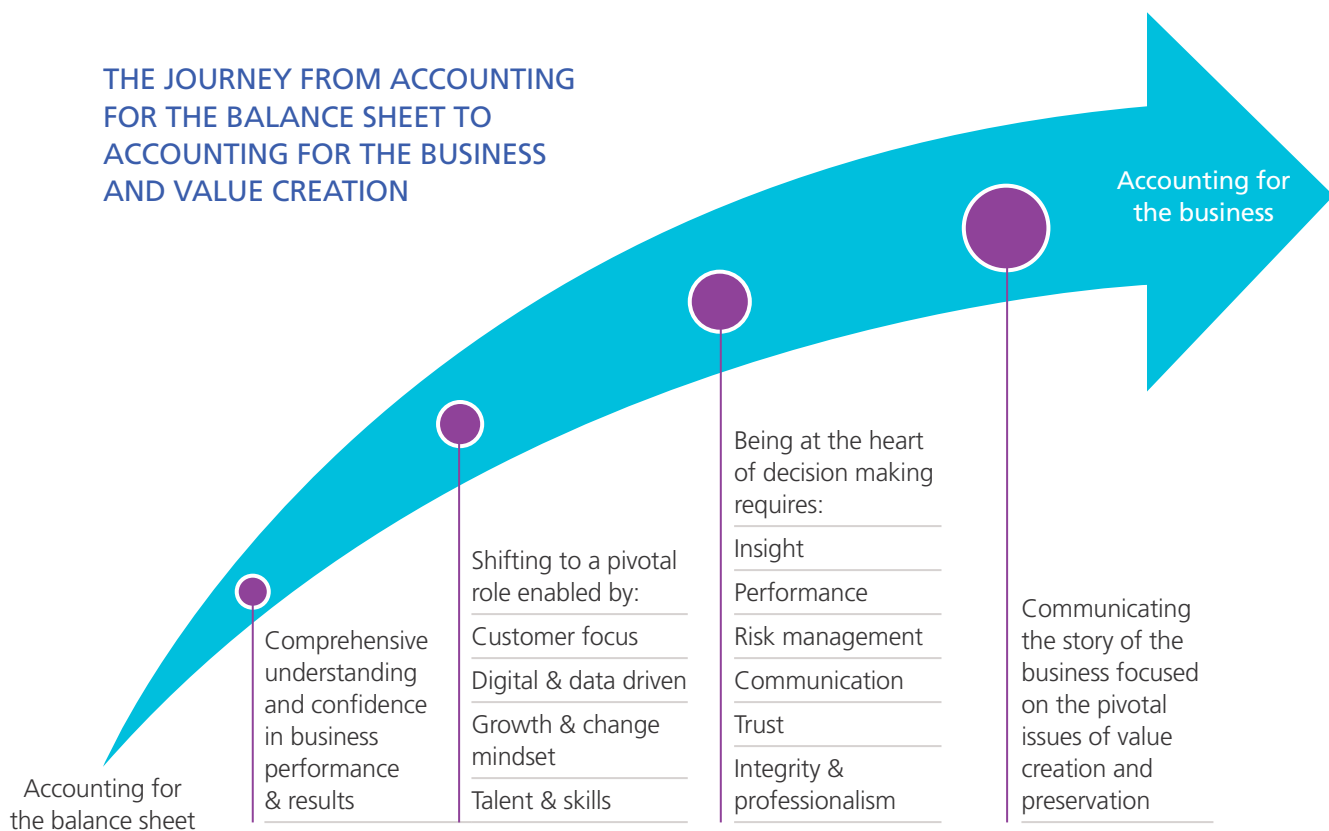 THE JOURNEY FROM ACCOUNTING
FOR THE BALANCE SHEET TO
ACCOUNTING FOR THE BUSINESS
AND VALUE CREATION
Accounting for
the business
Accounting for
the balance sheet
Comprehensive
understanding
and confidence
in business
performance
& results
Shifting to a pivotal
role enabled by:
Customer focus
Digital & data driven
Growth & change
mindset
Talent & skills
Being at the heart
of decision making
requires:
Insight
Performance
Risk management
Communication
Trust
Integrity &
professionalism
Communicating
the story of the
business focused
on the pivotal
issues of value
creation and
preservation